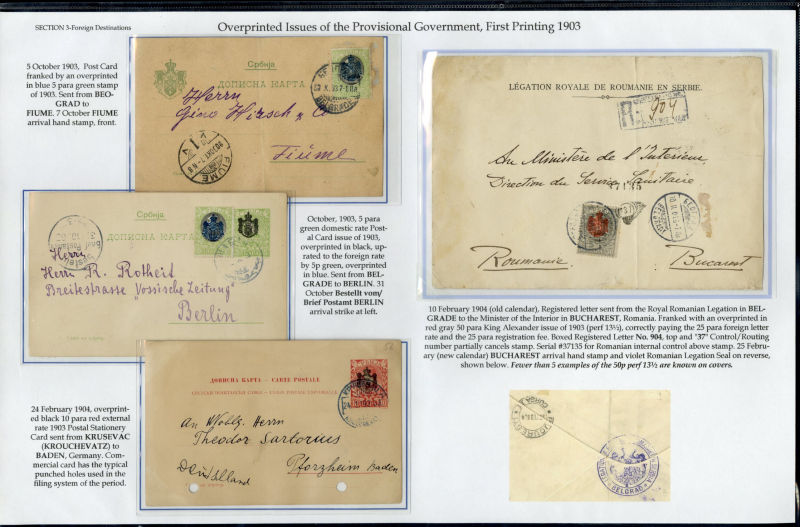 SECTION 3-Foreign Destinations
Overprinted Issues of the Provisional Government, First Printing 1903
5 October 1903, Post Card
franked by an overprinted
in blue 5 para green stamp
of 1903. Sent from BEO-
GRAD to
FIUME. 7 October FIUME
arrival hand stamp, front.
Србија
ДОПИСНА КАРТА
Herrn
Gino Hirsch & C
Fiume
FIUME
Србија
ДОПИСНА КАРТА
Herrn
Herrn R. Rotheit
Breitestrasse "Vossische Zeitung"
Berlin
October, 1903, 5 para
green domestic rate Post-
al Card issue of 1903,
overprinted in black, up-
rated to the foreign rate
by 5p green, overprinted
in blue. Sent from BEL-
GRADE to BERLIN. 31
October Bestellt vom/
Brief Postamt BERLIN
arrival strike at left.
24 February 1904, over-
printed black 10 para red external
rate 1903 Postal Stationery
Card sent from KRUSEVAC
(KROUCHEVATZ) to
BADEN, Germany. Com-
mercial card has the typical
punched holes used in the
filing system of the period.
ДОПИСНА КАРТА – CARTE POSTALE
An Wohlg. Herrn
Theodor Sartorius
Pforzheim Baden
Deutschland
LÉGATION ROYALE DE ROUMANIE EN SERBIE.
R
904
Au Ministère de l'Intérieur,
Direction du Service Sanitaire
37135
Roumanie.
Bucarest
10 February 1904 (old calendar), Registered letter sent from the Royal Romanian Legation in BEL-
GRADE to the Minister of the Interior in BUCHAREST, Romania. Franked with an overprinted in
red gray 50 para King Alexander issue of 1903 (perf 13½), correctly paying the 25 para foreign letter
rate and the 25 para registration fee. Boxed Registered Letter No. 904, top and "37" Control/Routing
number partially cancels stamp. Serial #37135 for Romanian internal control above stamp. 25 Febru-
ary (new calendar) BUCHAREST arrival hand stamp and violet Romanian Legation Seal on reverse,
shown below. Fewer than 5 examples of the 50p perf 13½ are known on covers.
BELGRAD